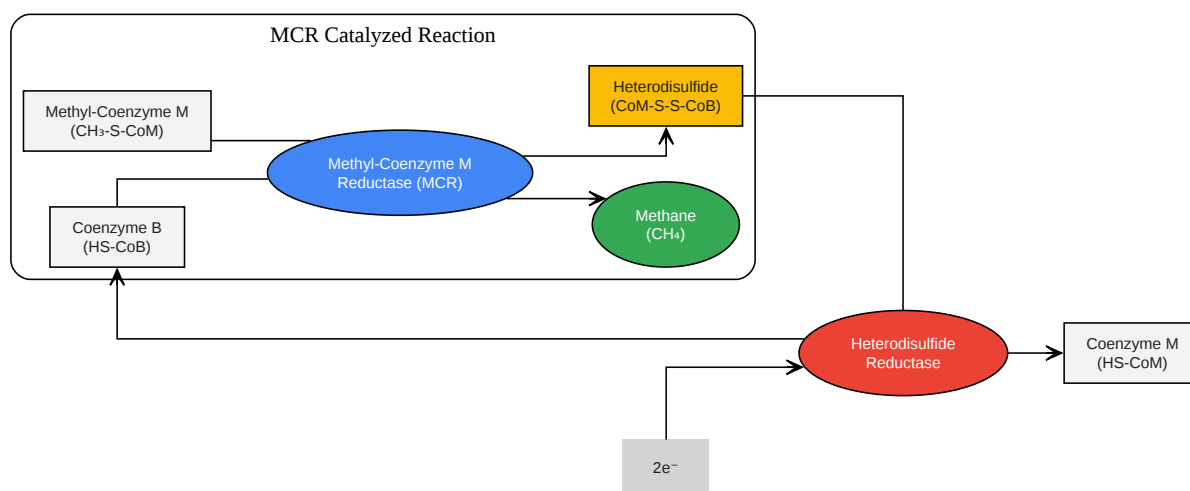 MCR Catalyzed Reaction
Methyl-Coenzyme M
(CH₃-S-CoM)
Heterodisulfide
(CoM-S-S-CoB)
Methyl-Coenzyme M
Reductase (MCR)
Coenzyme B
(HS-CoB)
Methane
(CH₄)
Heterodisulfide
Reductase
Coenzyme M
(HS-CoM)
2e⁻